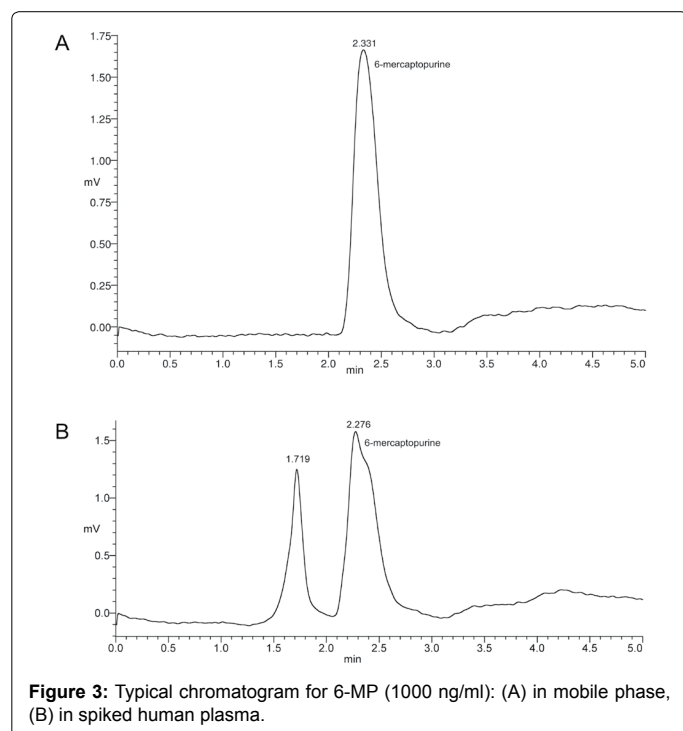 A
2.331
6-mercaptopurine
1.75
1.50
1.00
mV
0.75
0.50
0.25
0.00
0.0 0.5 1.0 1.5 2.0 2.5 3.0 3.5 4.0 4.5 5.0
min
B
2.276
6-mercaptopurine
1.719
1.5
1.0
mV
0.5
0.0
0.0 0.5 1.0 1.5 2.0 2.5 3.0 3.5 4.0 4.5 5.0
min
Figure 3: Typical chromatogram for 6-MP (1000 ng/ml): (A) in mobile phase,
(B) in spiked human plasma.